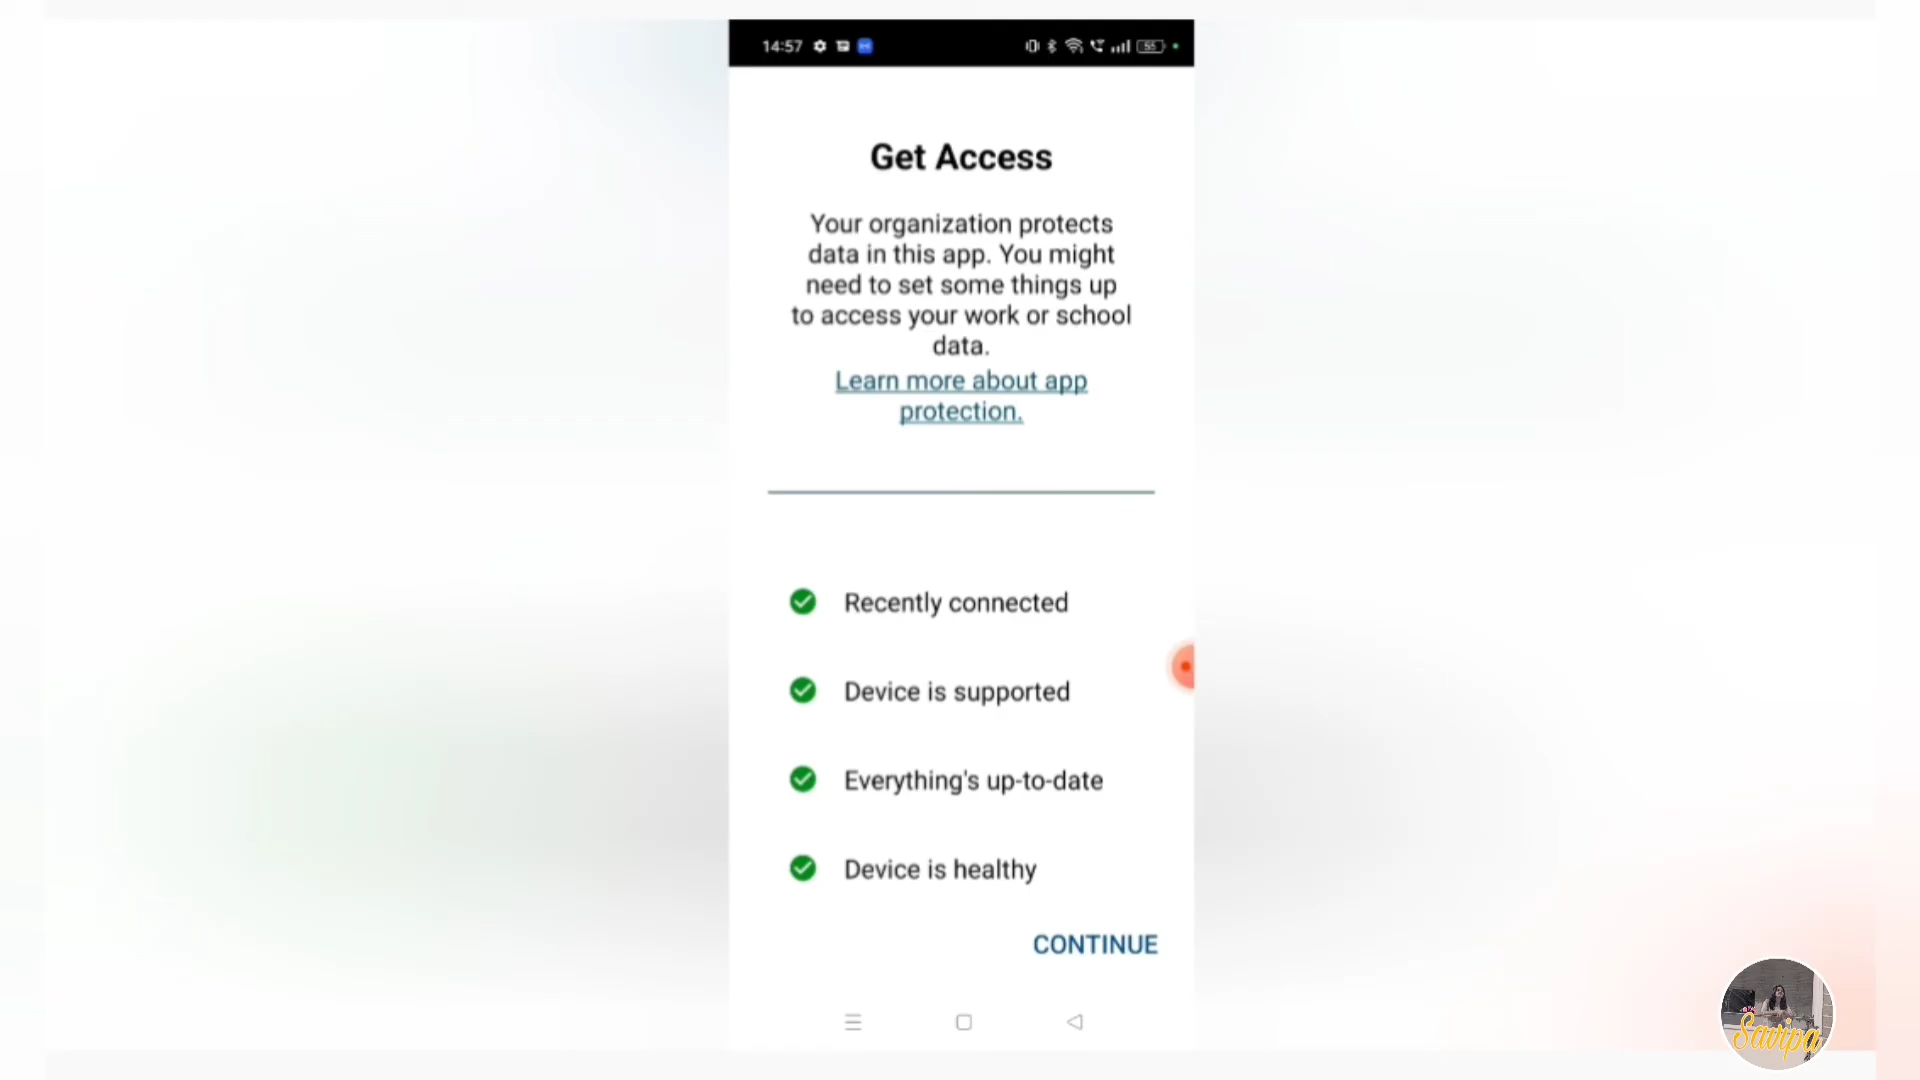 14:57
55
Get Access
Your organization protects
data in this app. You might
need to set some things up
to access your work or school
data.
Learn more about app
protection.
Recently connected
Device is supported
Everything's up-to-date
Device is healthy
CONTINUE
Savipa